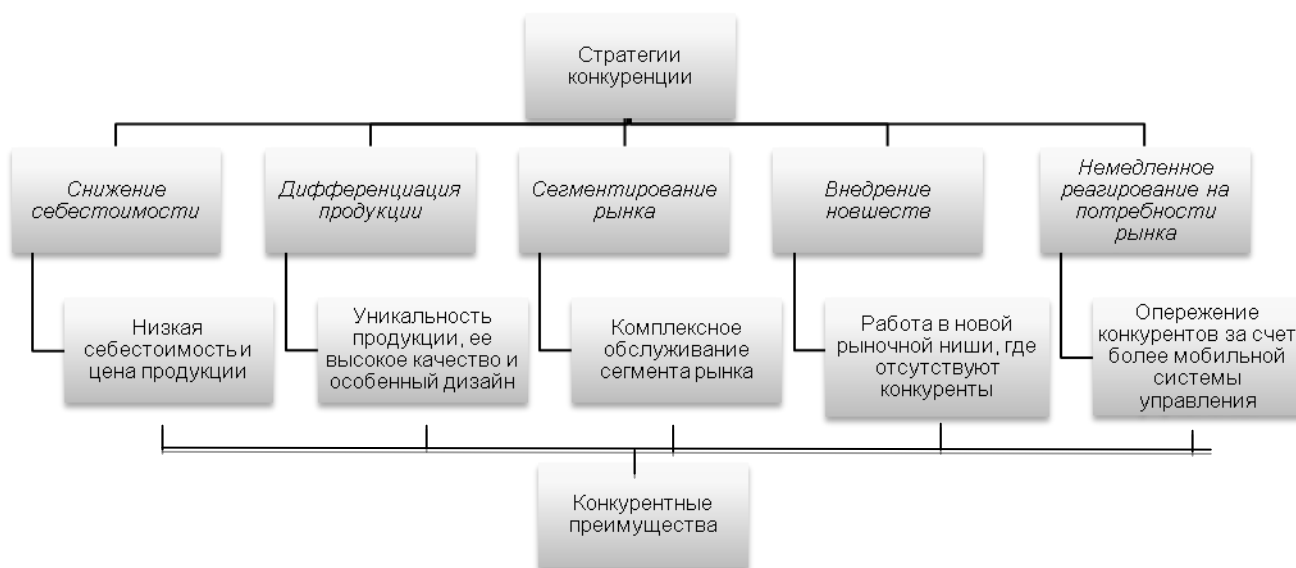 Стратегии
конкуренции
Снижение
себестоимости
Дифференциация
продукции
Сегментирование
рынка
Внедрение
новшеств
Немедленное
реагирование на
потребности
рынка
Низкая
себестоимость и
цена продукции
Уникальность
продукции, ее
высокое качество и
особенный дизайн
Комплексное
обслуживание
сегмента рынка
Работа в новой
рыночной ниши, где
отсутствуют
конкуренты
Опережение
конкурентов за счет
более мобильной
системы
управления
Конкурентные
преимущества